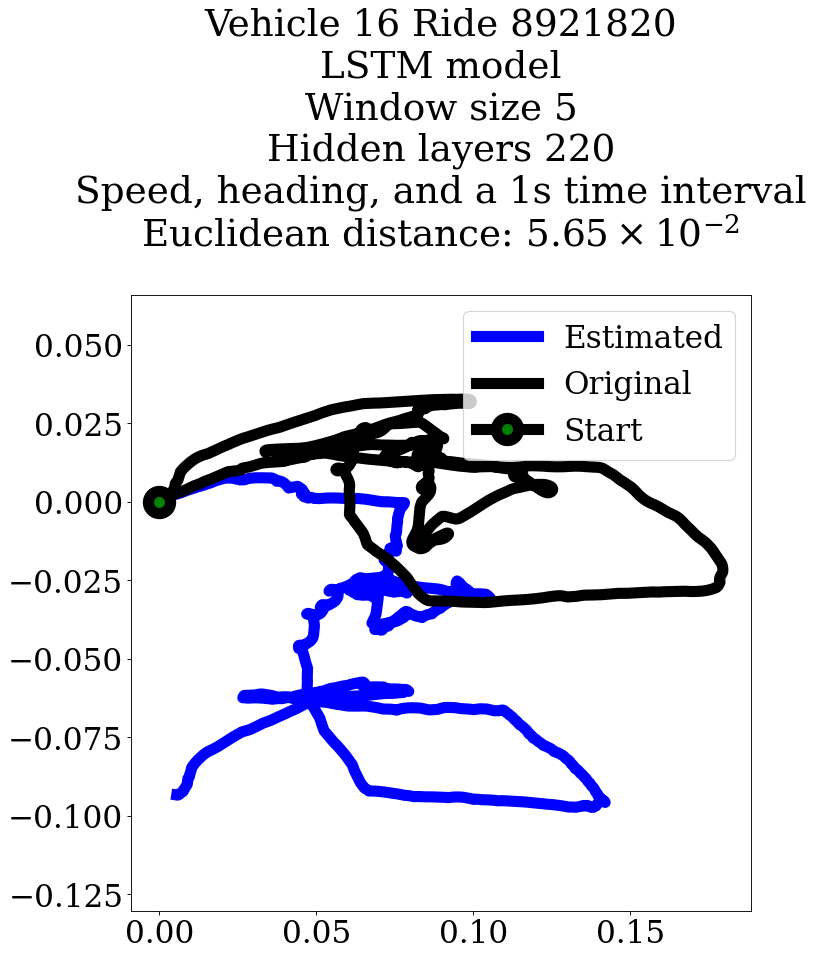 Vehicle 16 Ride 8921820
LSTM model
Window size 5
Hidden layers 220
Speed, heading, and a 1s time interval
Euclidean distance: 5.65 × 10⁻²
Estimated
Original
Start
0.050
0.025
0.000
−0.025
−0.050
−0.075
−0.100
−0.125
0.00 0.05 0.10 0.15